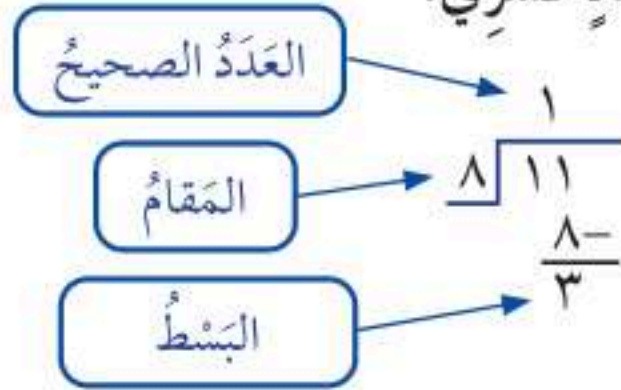 العَدَدُ الصحيحُ
المَقامُ
البَسْطُ
١
٨ ١١
٨−
٣